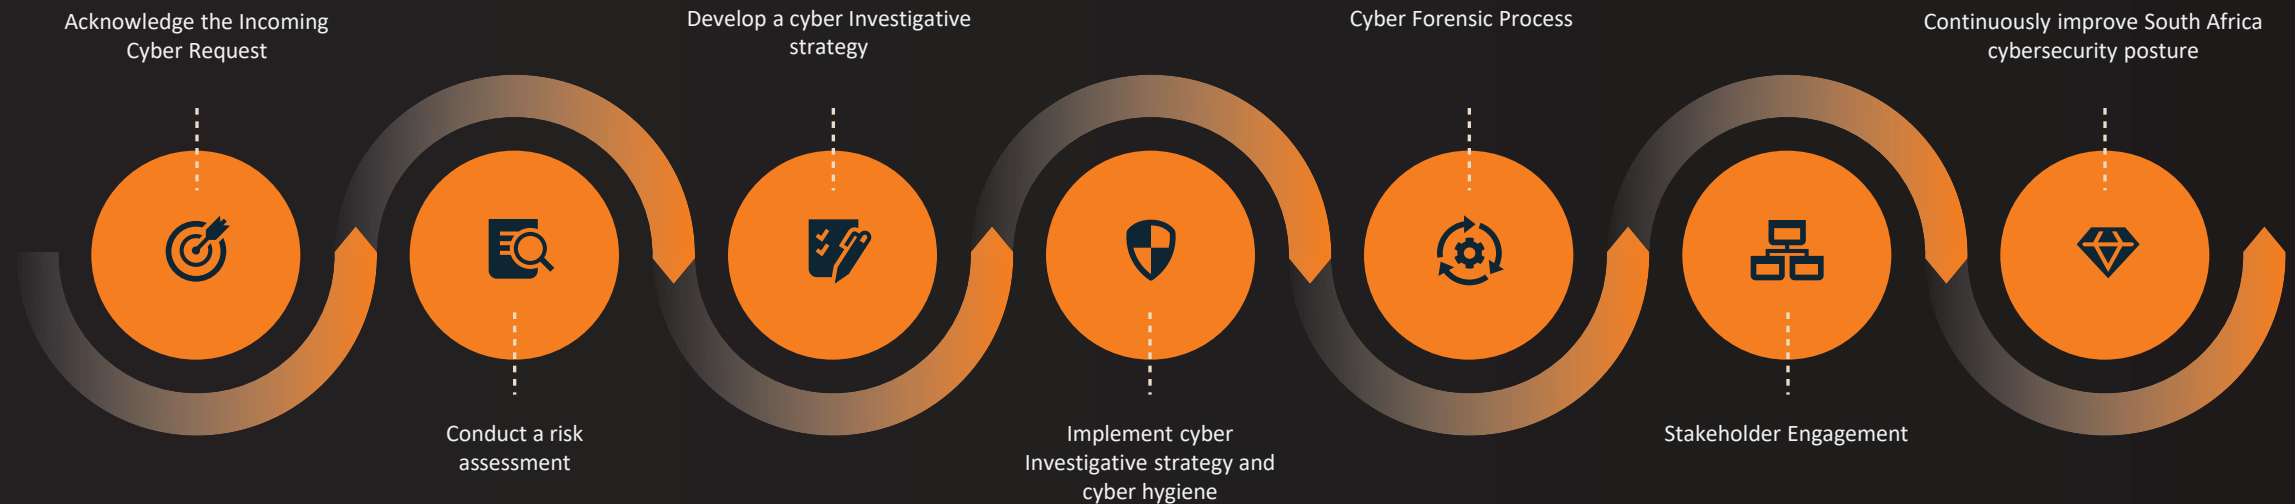 Acknowledge the Incoming
Cyber Request
Conduct a risk
assessment
Develop a cyber Investigative
strategy
Implement cyber
Investigative strategy and
cyber hygiene
Cyber Forensic Process
Stakeholder Engagement
Continuously improve South Africa
cybersecurity posture